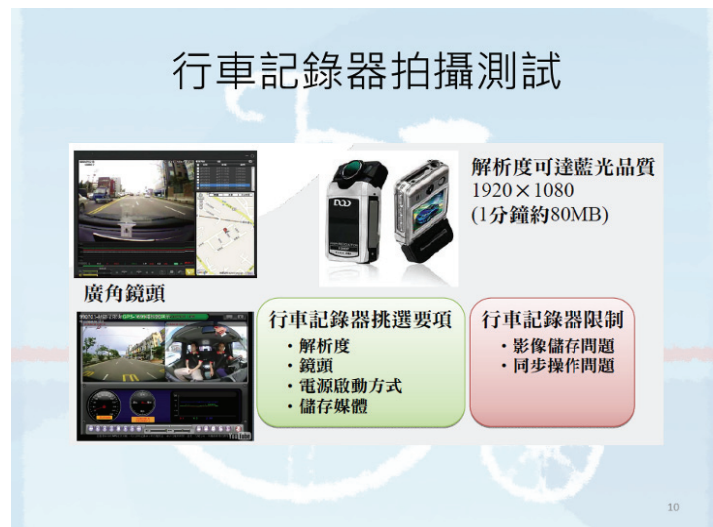 行車記錄器拍攝測試
解析度可達藍光品質
1920×1080
(1分鐘約80MB)
廣角鏡頭
行車記錄器挑選要項
・解析度
・鏡頭
・電源啟動方式
・儲存媒體
行車記錄器限制
・影像儲存問題
・同步操作問題
10